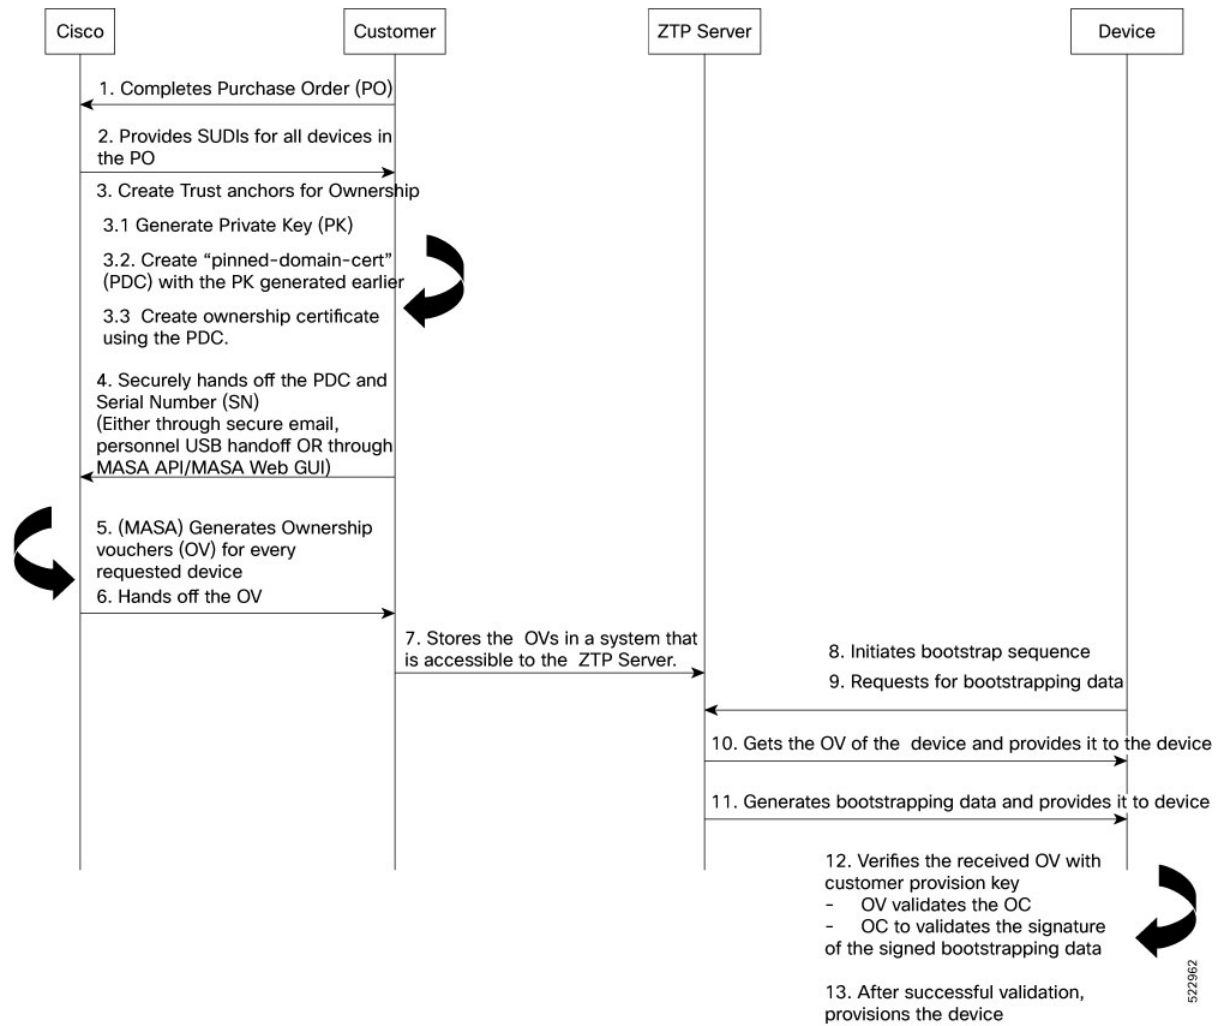 Cisco
Customer
ZTP Server
Device
1. Completes Purchase Order (PO)
2. Provides SUDIs for all devices in
the PO
3. Create Trust anchors for Ownership
3.1 Generate Private Key (PK)
3.2. Create “pinned-domain-cert”
(PDC) with the PK generated earlier
3.3 Create ownership certificate
using the PDC.
4. Securely hands off the PDC and
Serial Number (SN)
(Either through secure email,
personnel USB handoff OR through
MASA API/MASA Web GUI)
5. (MASA) Generates Ownership
vouchers (OV) for every
requested device
6. Hands off the OV
7. Stores the OVs in a system that
is accessible to the ZTP Server.
8. Initiates bootstrap sequence
9. Requests for bootstrapping data
10. Gets the OV of the device and provides it to the device
11. Generates bootstrapping data and provides it to device
12. Verifies the received OV with
customer provision key
- OV validates the OC
- OC to validates the signature
of the signed bootstrapping data
13. After successful validation,
provisions the device
522962